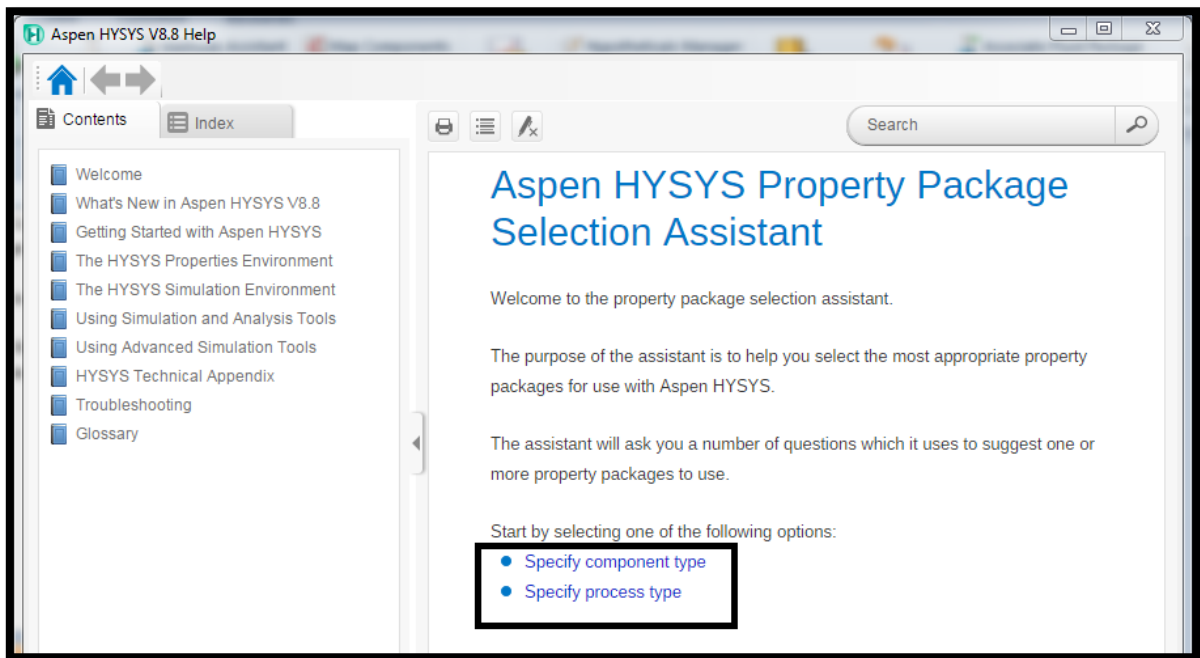 Aspen HYSYS V8.8 Help
Contents
Index
Search
Welcome
What's New in Aspen HYSYS V8.8
Getting Started with Aspen HYSYS
The HYSYS Properties Environment
The HYSYS Simulation Environment
Using Simulation and Analysis Tools
Using Advanced Simulation Tools
HYSYS Technical Appendix
Troubleshooting
Glossary
Aspen HYSYS Property Package
Selection Assistant
Welcome to the property package selection assistant.
The purpose of the assistant is to help you select the most appropriate property
packages for use with Aspen HYSYS.
The assistant will ask you a number of questions which it uses to suggest one or
more property packages to use.
Start by selecting one of the following options:
Specify component type
Specify process type